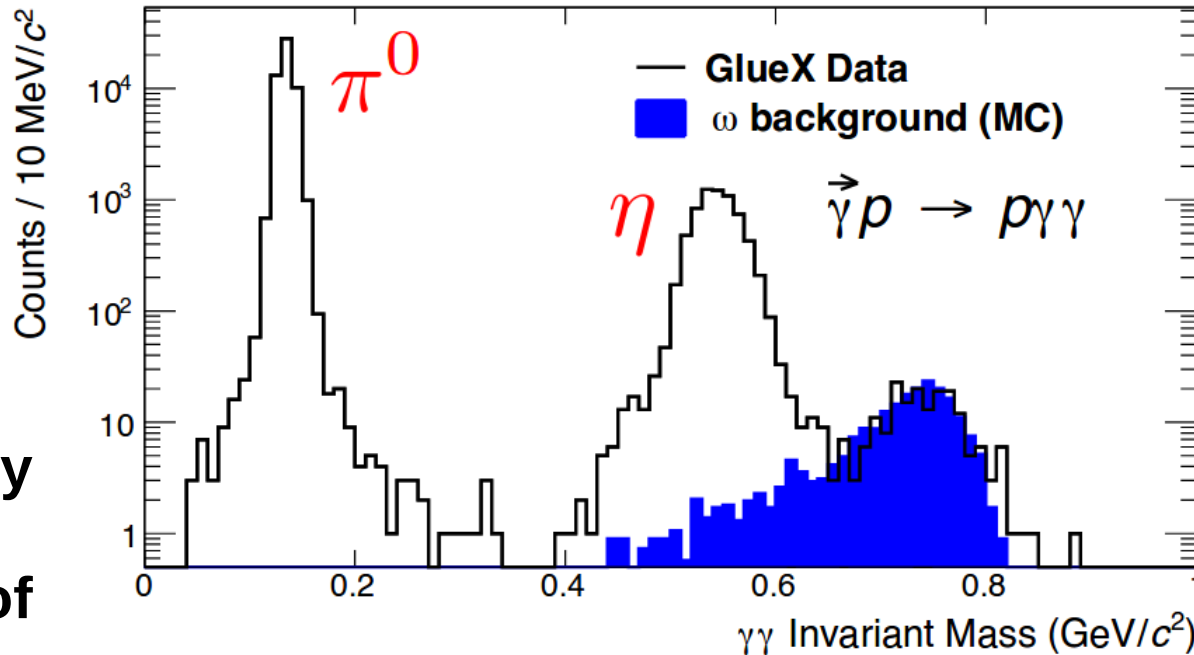 Counts / 10 MeV/c²
10⁴
10³
10²
10
1
π⁰
η
GlueX Data
ω background (MC)
γ⃗p → pγγ
y
of
0
0.2
0.4
0.6
0.8
γγ Invariant Mass (GeV/c²)